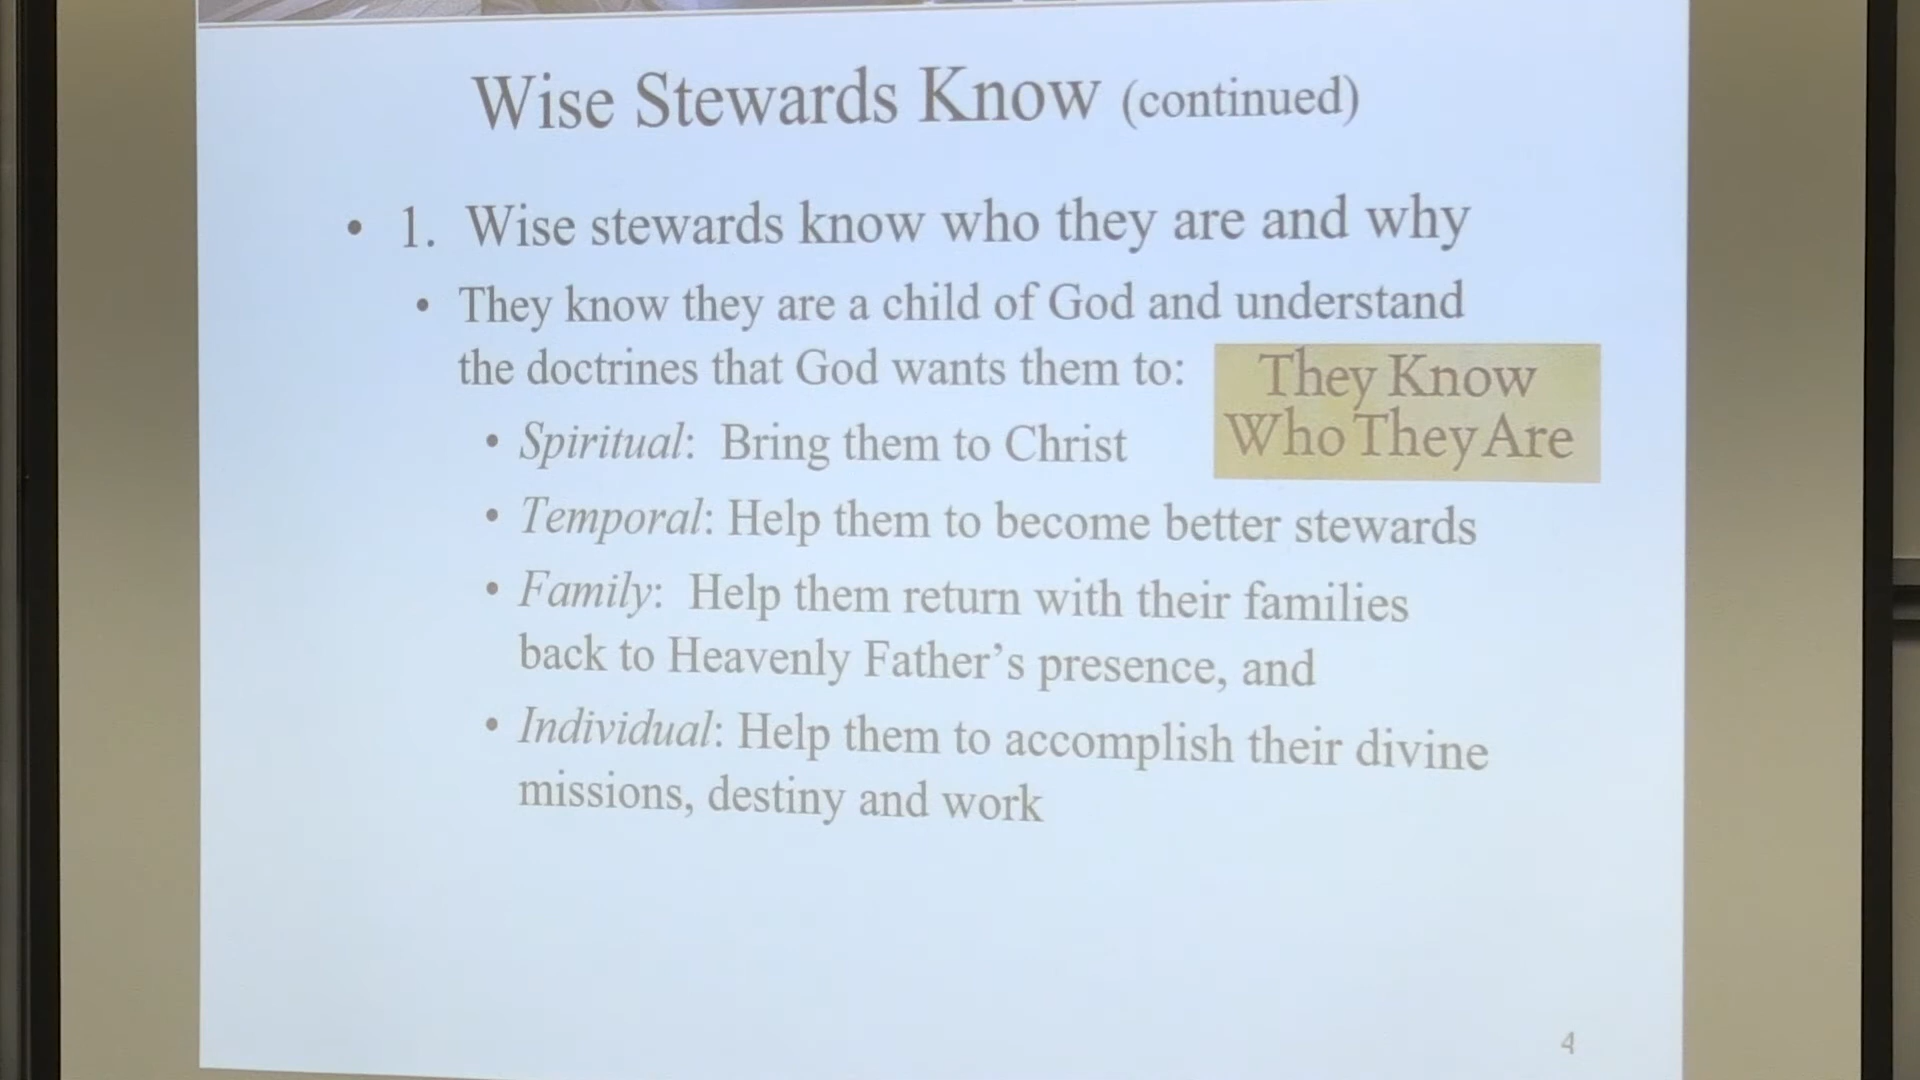 Wise Stewards Know (continued)
• 1. Wise stewards know who they are and why
• They know they are a child of God and understand
the doctrines that God wants them to:
They Know
Who They Are
• Spiritual: Bring them to Christ
• Temporal: Help them to become better stewards
• Family: Help them return with their families
back to Heavenly Father’s presence, and
• Individual: Help them to accomplish their divine
missions, destiny and work
4